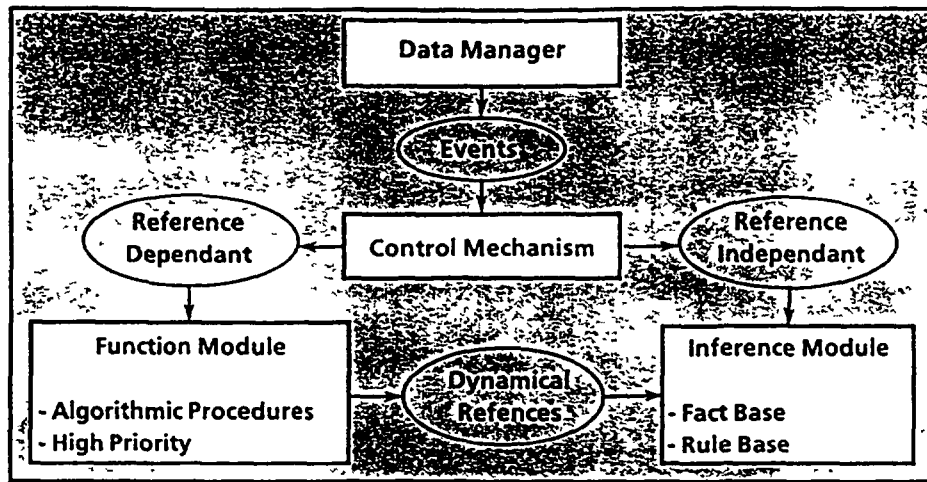 Data Manager
Events
Reference
Dependant
Control Mechanism
Reference
Independant
Function Module
- Algorithmic Procedures
- High Priority
Dynamical
Refences
Inference Module
- Fact Base
- Rule Base